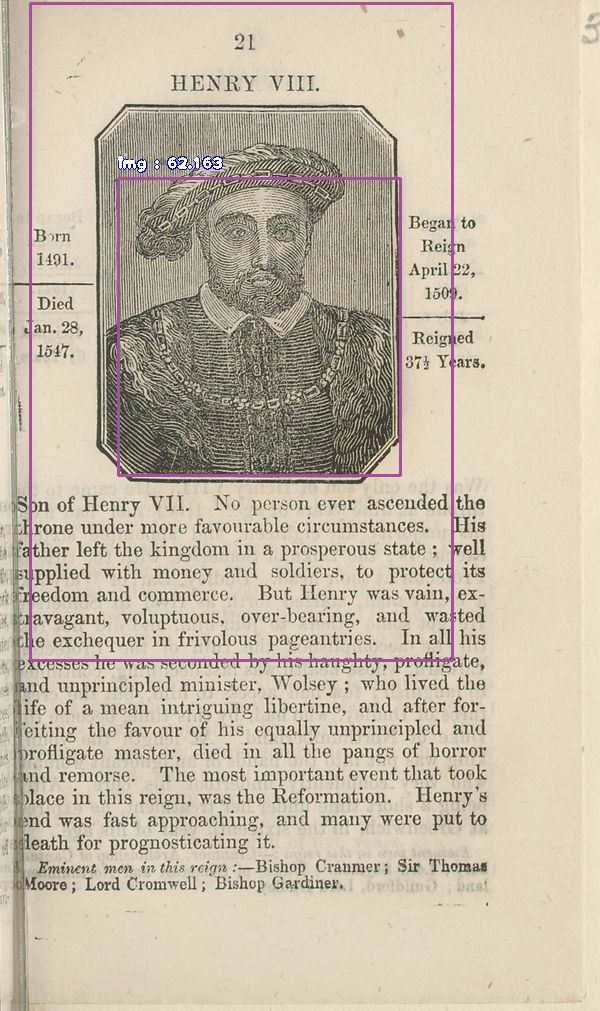 21
HENRY VIII.
Img : 62.163
Born
1491.
Died
Jan. 28,
1547.
Began to
Reign
April 22,
1509.
Reigned
37½ Years.
Son of Henry VII. No person ever ascended the
throne under more favourable circumstances. His
father left the kingdom in a prosperous state ; well
supplied with money and soldiers, to protect its
freedom and commerce. But Henry was vain, ex-
travagant, voluptuous, over-bearing, and wasted
the exchequer in frivolous pageantries. In all his
excesses he was seconded by his haughty, profligate,
and unprincipled minister, Wolsey ; who lived the
life of a mean intriguing libertine, and after for-
feiting the favour of his equally unprincipled and
profligate master, died in all the pangs of horror
and remorse. The most important event that took
place in this reign, was the Reformation. Henry's
end was fast approaching, and many were put to
death for prognosticating it.
Eminent men in this reign :—Bishop Cranmer ; Sir Thomas
Moore ; Lord Cromwell ; Bishop Gardiner.